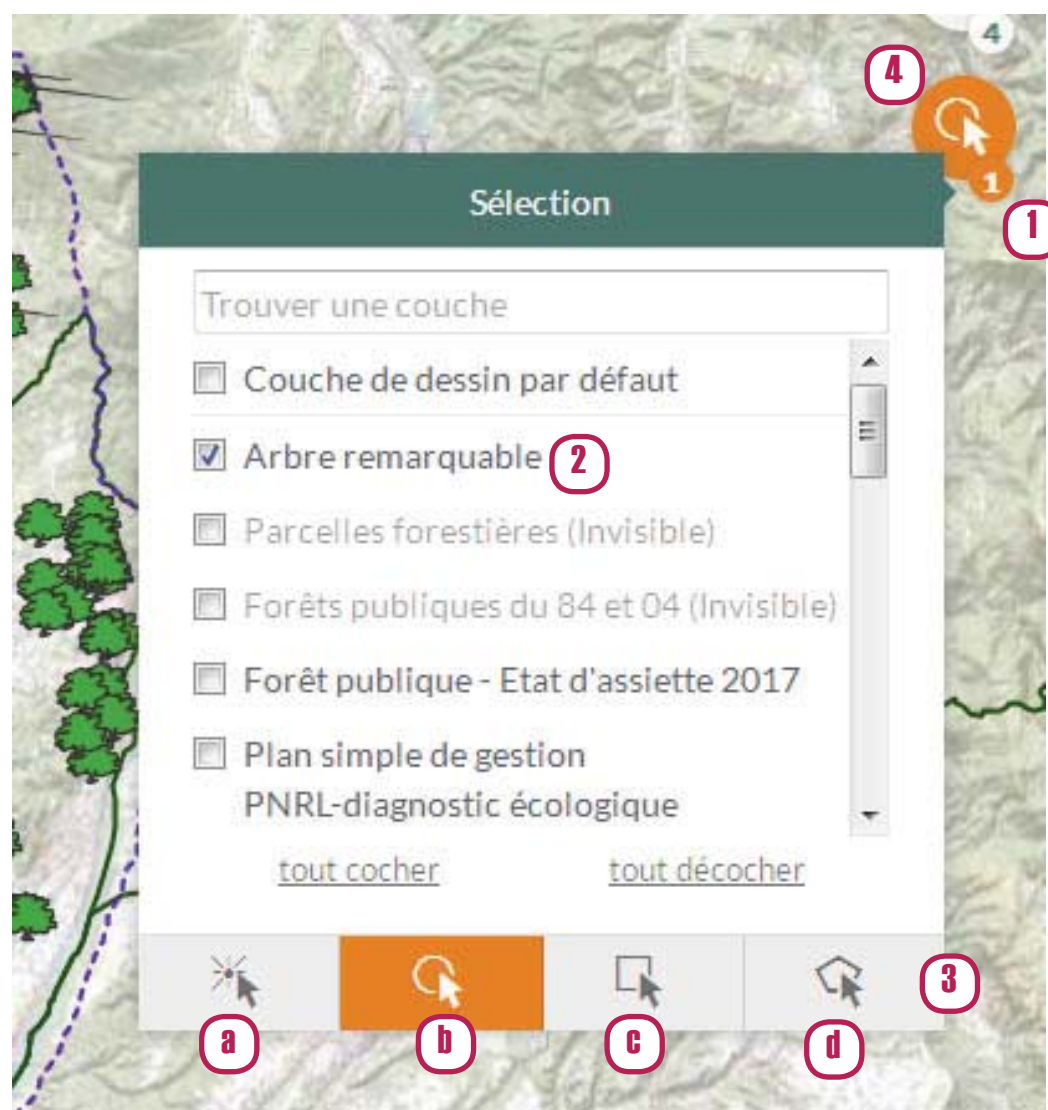 4
4
1
1
Sélection
Trouver une couche
Couche de dessin par défaut
Arbre remarquable 2
Parcelles forestières (Invisible)
Forêts publiques du 84 et 04 (Invisible)
Forêt publique - Etat d'assiette 2017
Plan simple de gestion
PNRL-diagnostic écologique
tout cocher tout décocher
3
a b c d